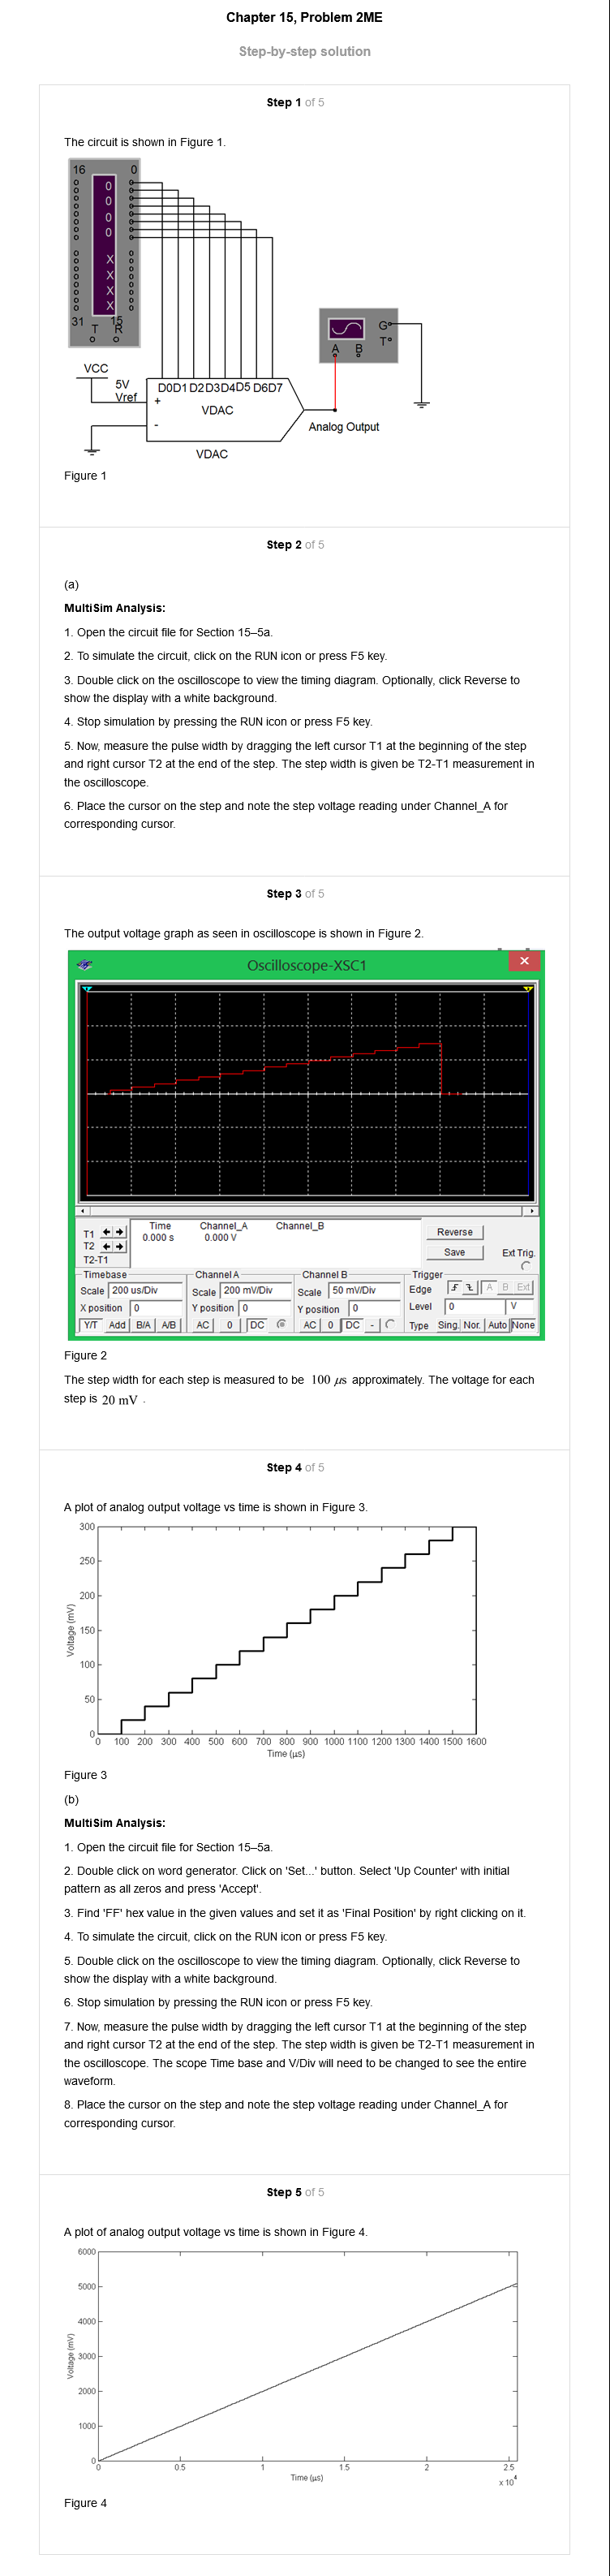 Chapter 15, Problem 2ME
Step-by-step solution
Step 1 of 5
The circuit is shown in Figure 1.
16 0
0
0
0
0
X
X
X
X
31 15
T R
VCC
5V
Vref
+
-
D0D1 D2D3D4D5 D6D7
VDAC
VDAC
G
T
A B
Analog Output
Figure 1
Step 2 of 5
(a)
MultiSim Analysis:
1. Open the circuit file for Section 15–5a.
2. To simulate the circuit, click on the RUN icon or press F5 key.
3. Double click on the oscilloscope to view the timing diagram. Optionally, click Reverse to
show the display with a white background.
4. Stop simulation by pressing the RUN icon or press F5 key.
5. Now, measure the pulse width by dragging the left cursor T1 at the beginning of the step
and right cursor T2 at the end of the step. The step width is given be T2-T1 measurement in
the oscilloscope.
6. Place the cursor on the step and note the step voltage reading under Channel_A for
corresponding cursor.
Step 3 of 5
The output voltage graph as seen in oscilloscope is shown in Figure 2.
Oscilloscope-XSC1
Time Channel_A Channel_B
T1 0.000 s 0.000 V
T2
T2-T1
Reverse
Save
Ext Trig.
Timebase Channel A Channel B Trigger
Scale 200 us/Div Scale 200 mV/Div Scale 50 mV/Div Edge A B Ext
X position 0 Y position 0 Y position 0 Level 0 V
Y/T Add B/A A/B AC 0 DC AC 0 DC - Type Sing. Nor. Auto None
Figure 2
The step width for each step is measured to be 100 μs approximately. The voltage for each
step is 20 mV .
Step 4 of 5
A plot of analog output voltage vs time is shown in Figure 3.
300
250
200
150
100
50
0
Voltage (mV)
0 100 200 300 400 500 600 700 800 900 1000 1100 1200 1300 1400 1500 1600
Time (μs)
Figure 3
(b)
MultiSim Analysis:
1. Open the circuit file for Section 15–5a.
2. Double click on word generator. Click on 'Set...' button. Select 'Up Counter' with initial
pattern as all zeros and press 'Accept'.
3. Find 'FF' hex value in the given values and set it as 'Final Position' by right clicking on it.
4. To simulate the circuit, click on the RUN icon or press F5 key.
5. Double click on the oscilloscope to view the timing diagram. Optionally, click Reverse to
show the display with a white background.
6. Stop simulation by pressing the RUN icon or press F5 key.
7. Now, measure the pulse width by dragging the left cursor T1 at the beginning of the step
and right cursor T2 at the end of the step. The step width is given be T2-T1 measurement in
the oscilloscope. The scope Time base and V/Div will need to be changed to see the entire
waveform.
8. Place the cursor on the step and note the step voltage reading under Channel_A for
corresponding cursor.
Step 5 of 5
A plot of analog output voltage vs time is shown in Figure 4.
6000
5000
4000
3000
2000
1000
0
Voltage (mV)
0 0.5 1 1.5 2 2.5
Time (μs)
x 10^4
Figure 4